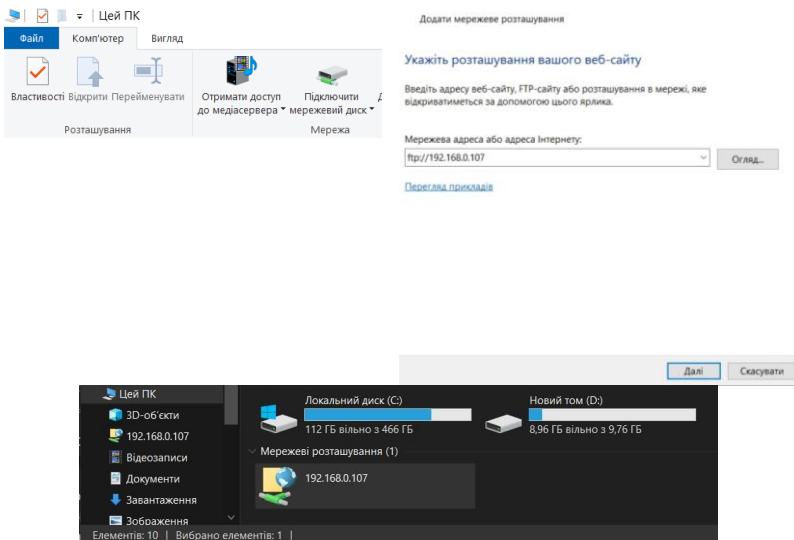 Цей ПК
Файл Комп'ютер Вигляд
Властивості Відкрити Перейменувати
Отримати доступ до медіасервера
Підключити мережевий диск
Розташування
Мережа
Додати мережеве розташування
Укажіть розташування вашого веб-сайту
Введіть адресу веб-сайту, FTP-сайту або розташування в мережі, яке
відкриватиметься за допомогою цього ярлика.
Мережева адреса або адреса Інтернету:
ftp://192.168.0.107
Огляд...
Перегляд прикладів
Далі Скасувати
Цей ПК
3D-об'єкти
192.168.0.107
Відеозаписи
Документи
Завантаження
Зображення
Локальний диск (C:)
112 ГБ вільно з 466 ГБ
Новий том (D:)
8,96 ГБ вільно з 9,76 ГБ
Мережеві розташування (1)
192.168.0.107
Елементів: 10 | Вибрано елементів: 1 |